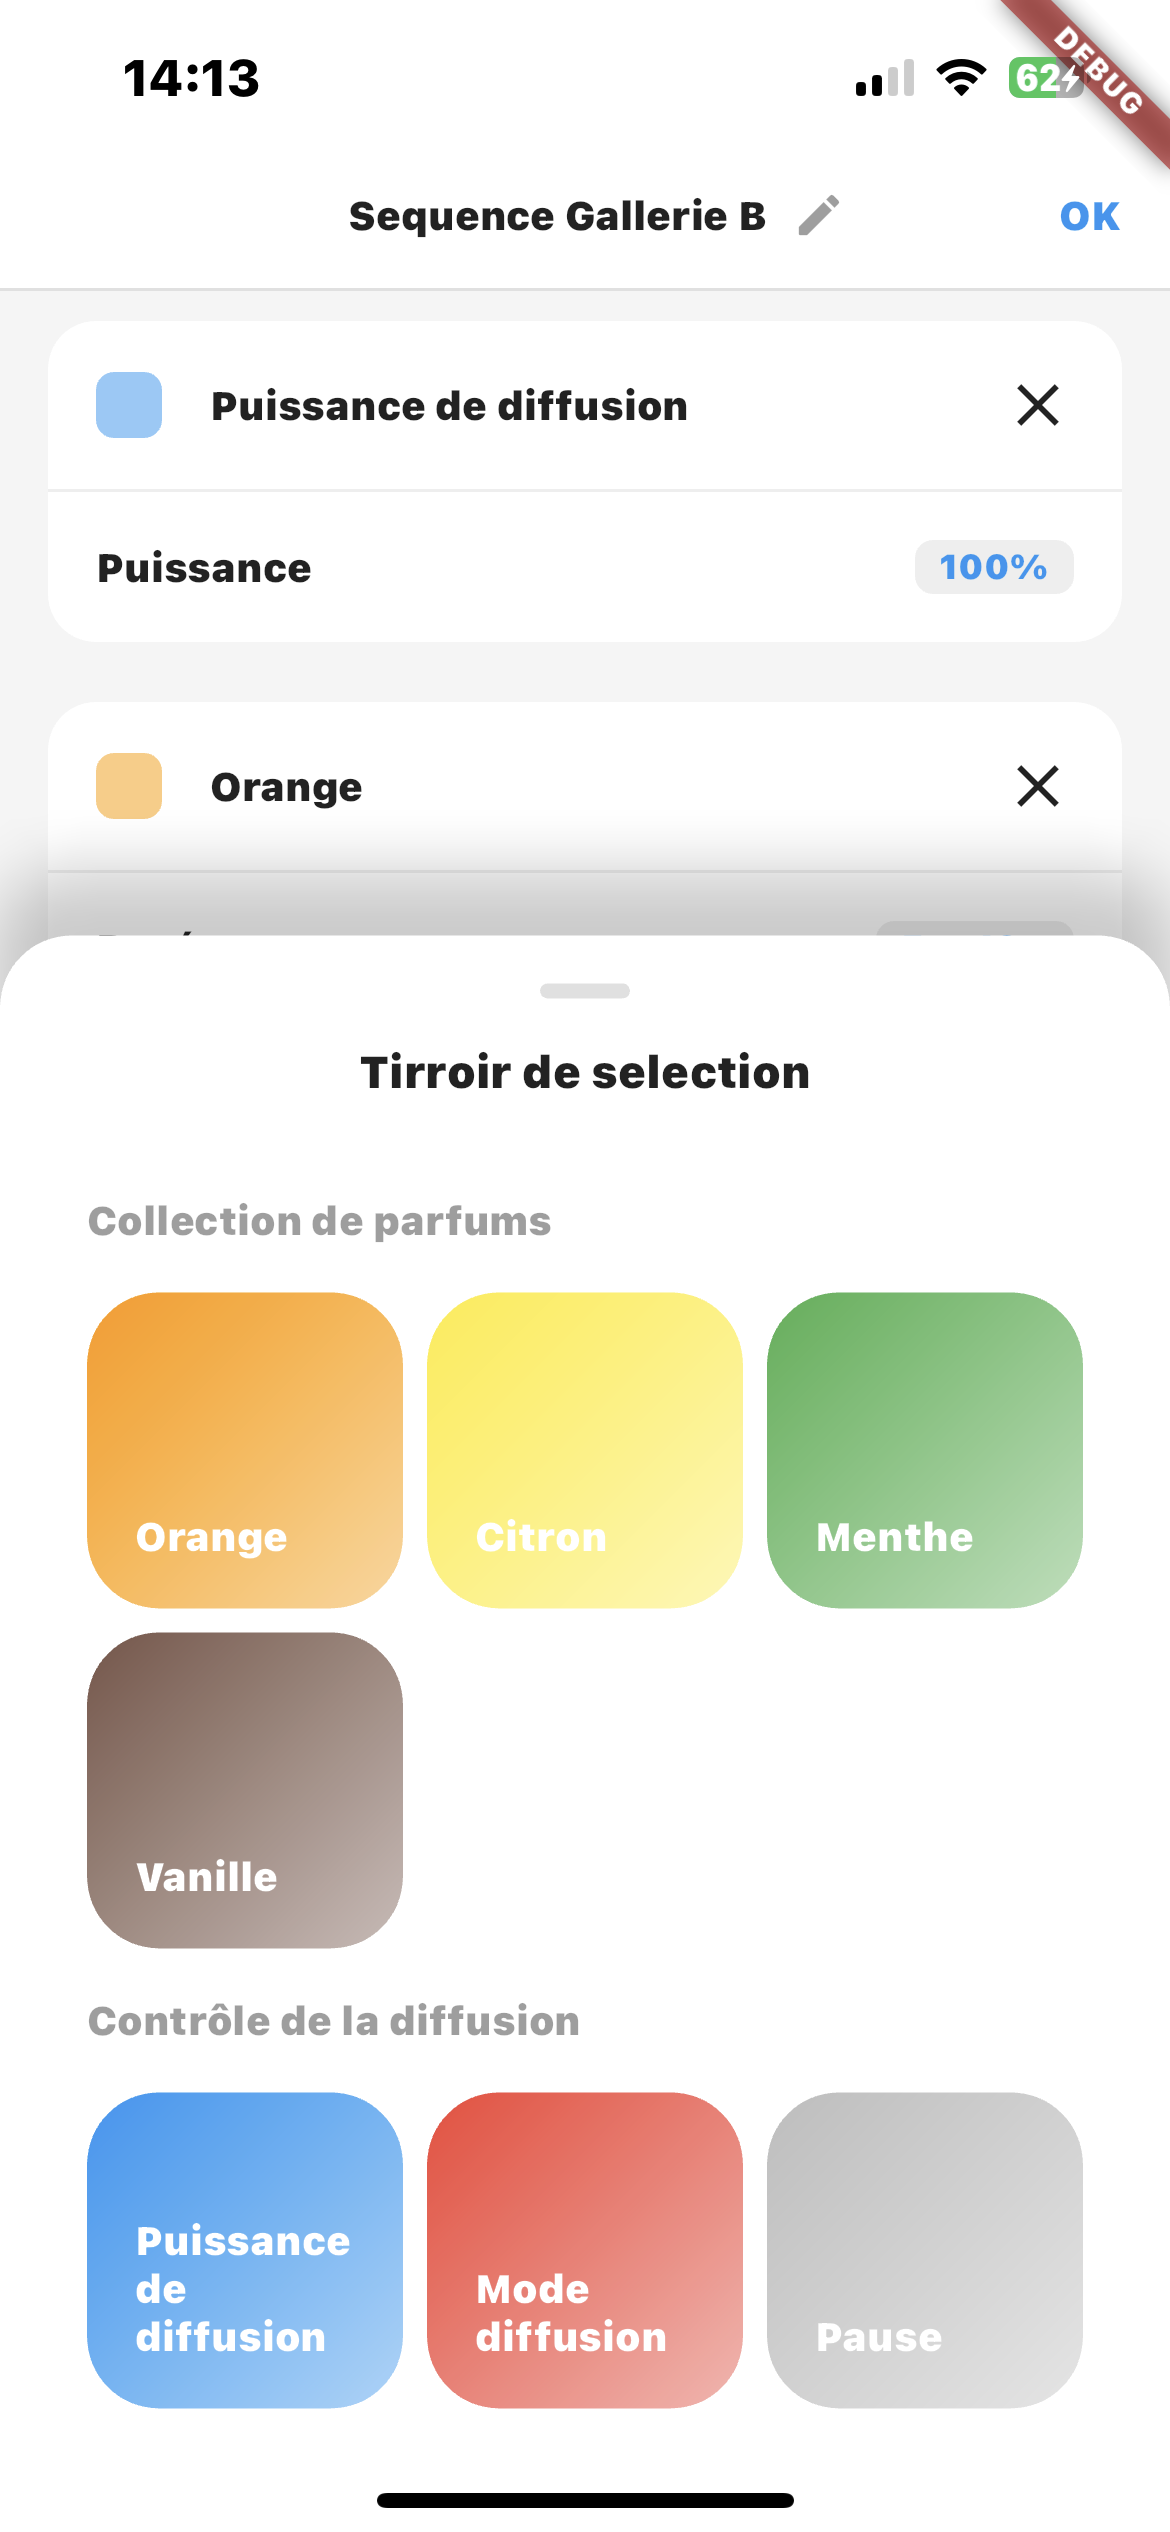 14:13
62
DEBUG
Sequence Gallerie B
OK
Puissance de diffusion
Puissance
100%
Orange
Tirroir de selection
Collection de parfums
Orange
Citron
Menthe
Vanille
Contrôle de la diffusion
Puissance
de
diffusion
Mode
diffusion
Pause